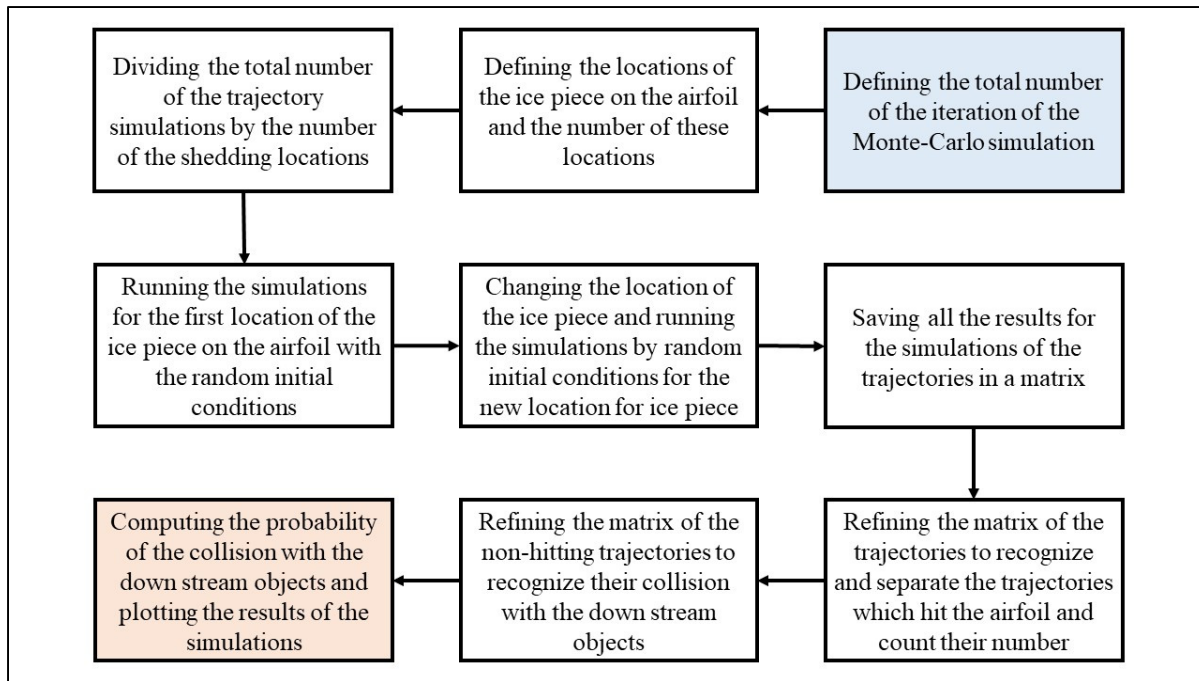 Dividing the total number
of the trajectory
simulations by the number
of the shedding locations
Defining the locations of
the ice piece on the airfoil
and the number of these
locations
Defining the total number
of the iteration of the
Monte-Carlo simulation
Running the simulations
for the first location of the
ice piece on the airfoil with
the random initial
conditions
Changing the location of
the ice piece and running
the simulations by random
initial conditions for the
new location for ice piece
Saving all the results for
the simulations of the
trajectories in a matrix
Computing the probability
of the collision with the
down stream objects and
plotting the results of the
simulations
Refining the matrix of the
non-hitting trajectories to
recognize their collision
with the down stream
objects
Refining the matrix of the
trajectories to recognize
and separate the trajectories
which hit the airfoil and
count their number